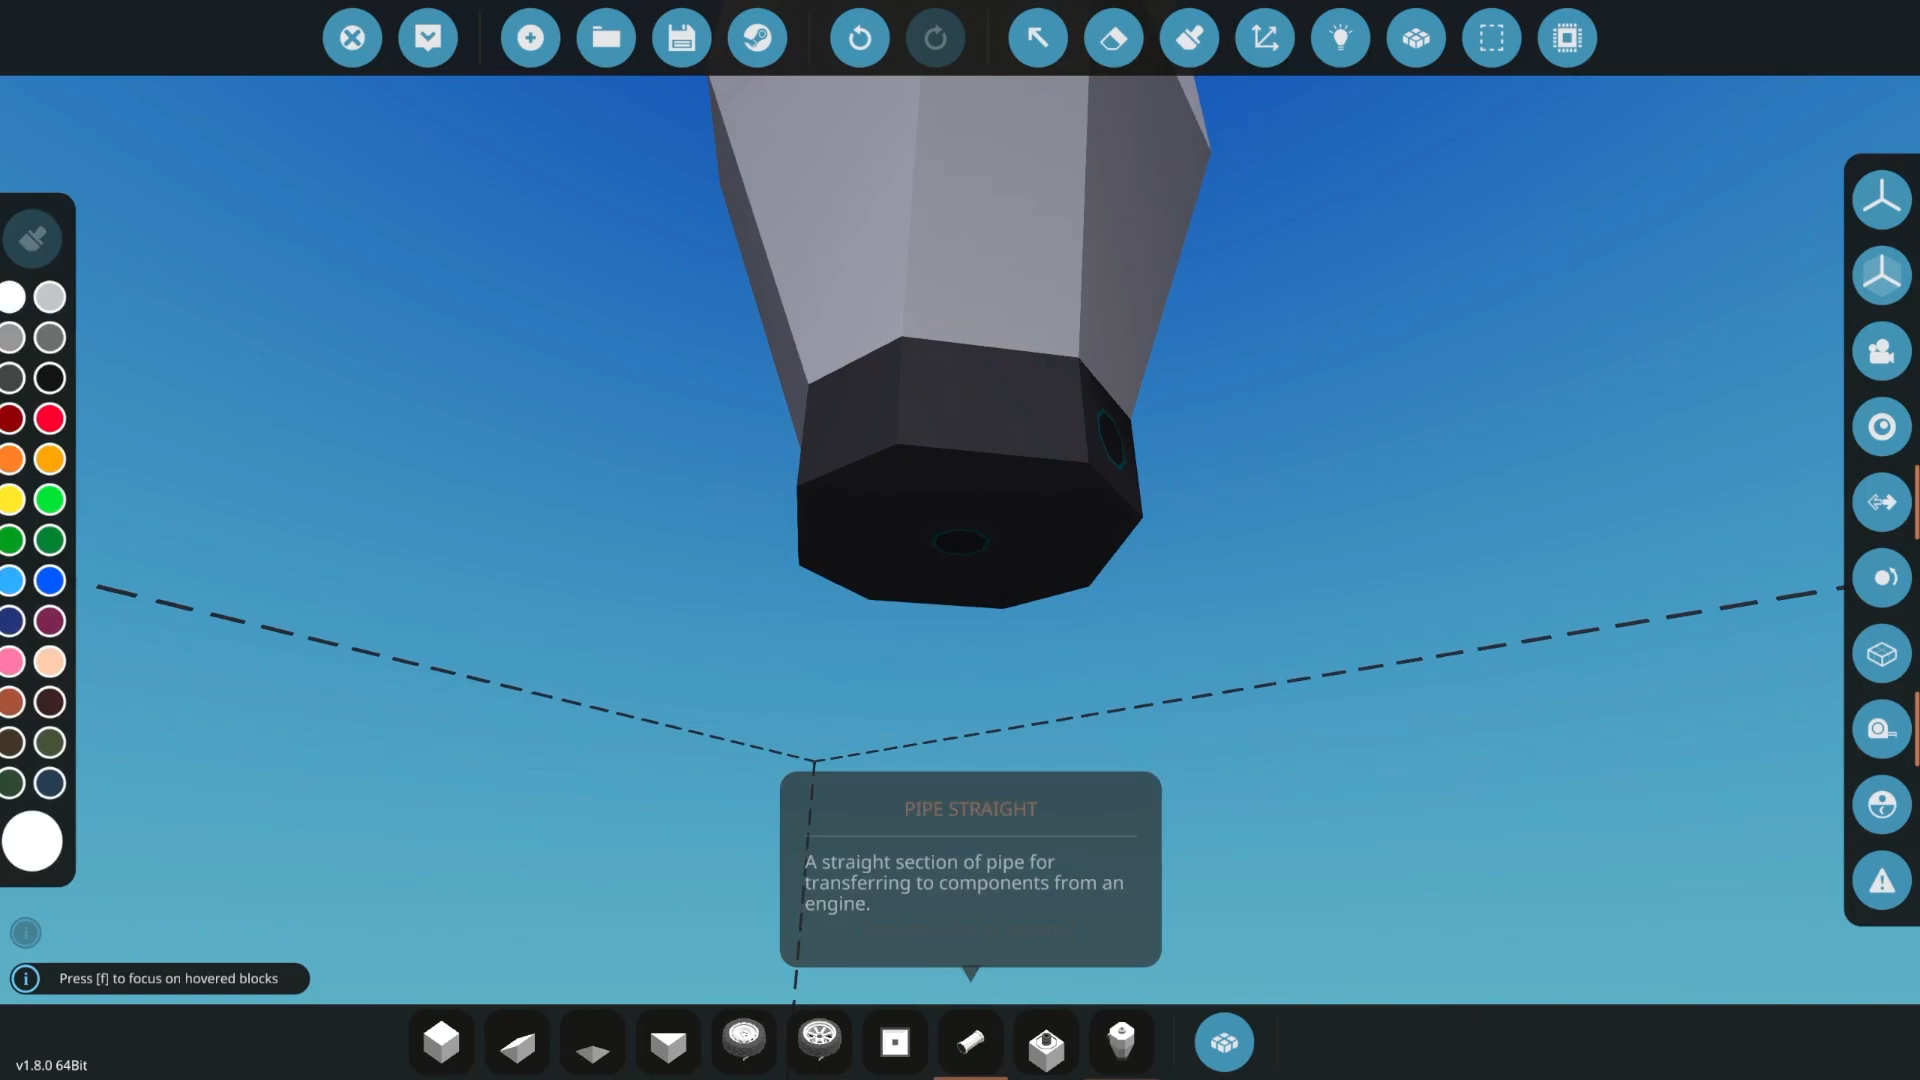 PIPE STRAIGHT
A straight section of pipe for
transferring to components from an
engine.
Press [f] to focus on hovered blocks
v1.8.0 64Bit